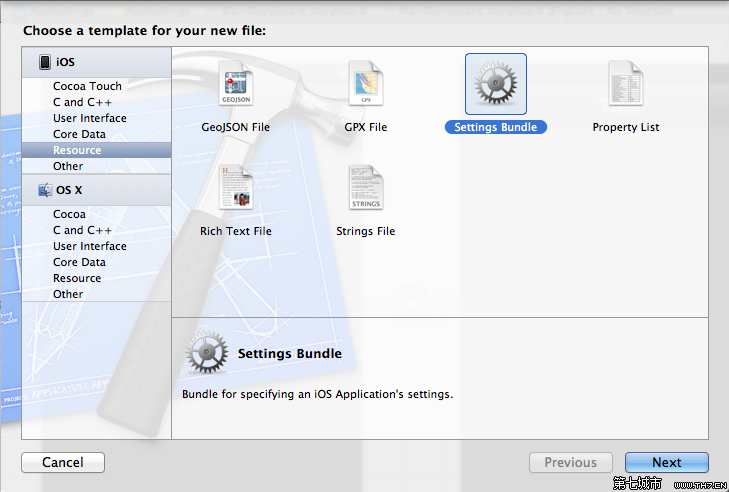 Choose a template for your new file:
iOS
Cocoa Touch
C and C++
User Interface
Core Data
Resource
Other
OS X
Cocoa
C and C++
User Interface
Core Data
Resource
Other
GEOJSON
GeoJSON File
GPX
GPX File
Settings Bundle
Property List
Rich Text File
STRINGS
Strings File
PROJECT APPLICATION APP
Settings Bundle
Bundle for specifying an iOS Application's settings.
Cancel
Previous
Next
第七城市 WWW.TH7.CN